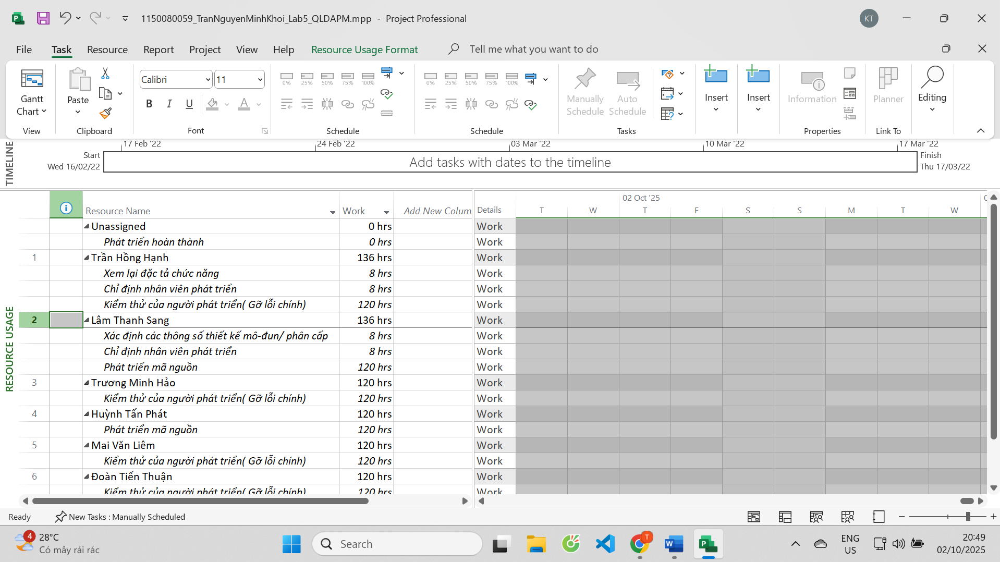 1150080059_TranNguyenMinhKhoi_Lab5_QLDAPM.mpp - Project Professional
KT
File Task Resource Report Project View Help Resource Usage Format Tell me what you want to do
Gantt Chart
View
Paste
Clipboard
Calibri 11
B I U A
Font
0% 25% 50% 75% 100%
Schedule
0% 25% 50% 75% 100%
Schedule
Manually Schedule
Auto Schedule
Tasks
Insert
Insert
Information
Properties
Planner
Link To
Editing
TIMELINE
17 Feb '22 24 Feb '22 03 Mar '22 10 Mar '22 17 Mar '22
Start
Wed 16/02/22
Add tasks with dates to the timeline
Finish
Thu 17/03/22
RESOURCE USAGE
02 Oct '25
Resource Name Work Add New Colum Details T W T F S S M T W
Unassigned 0 hrs Work
Phát triển hoàn thành 0 hrs Work
1 Trần Hồng Hạnh 136 hrs Work
Xem lại đặc tả chức năng 8 hrs Work
Chỉ định nhân viên phát triển 8 hrs Work
Kiểm thử của người phát triển( Gỡ lỗi chính) 120 hrs Work
2 Lâm Thanh Sang 136 hrs Work
Xác định các thông số thiết kế mô-đun/ phân cấp 8 hrs Work
Chỉ định nhân viên phát triển 8 hrs Work
Phát triển mã nguồn 120 hrs Work
3 Trương Minh Hảo 120 hrs Work
Kiểm thử của người phát triển( Gỡ lỗi chính) 120 hrs Work
4 Huỳnh Tấn Phát 120 hrs Work
Phát triển mã nguồn 120 hrs Work
5 Mai Văn Liêm 120 hrs Work
Kiểm thử của người phát triển( Gỡ lỗi chính) 120 hrs Work
6 Đoàn Tiến Thuận 120 hrs Work
Kiểm thử của người phát triển( Gỡ lỗi chính) 120 hrs Work
Ready New Tasks : Manually Scheduled
4 28°C
Có mây rải rác
Search
T
ENG
US
20:49
02/10/2025